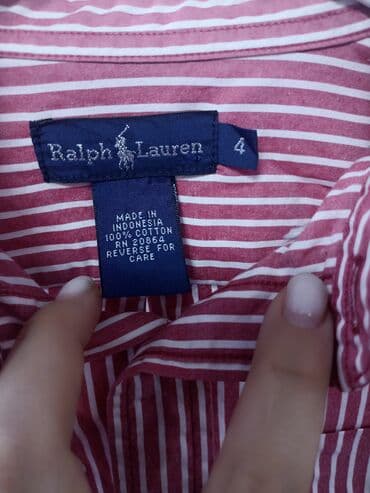 Ralph Lauren
4
MADE IN
INDONESIA
100% COTTON
RN 20864
REVERSE FOR
CARE